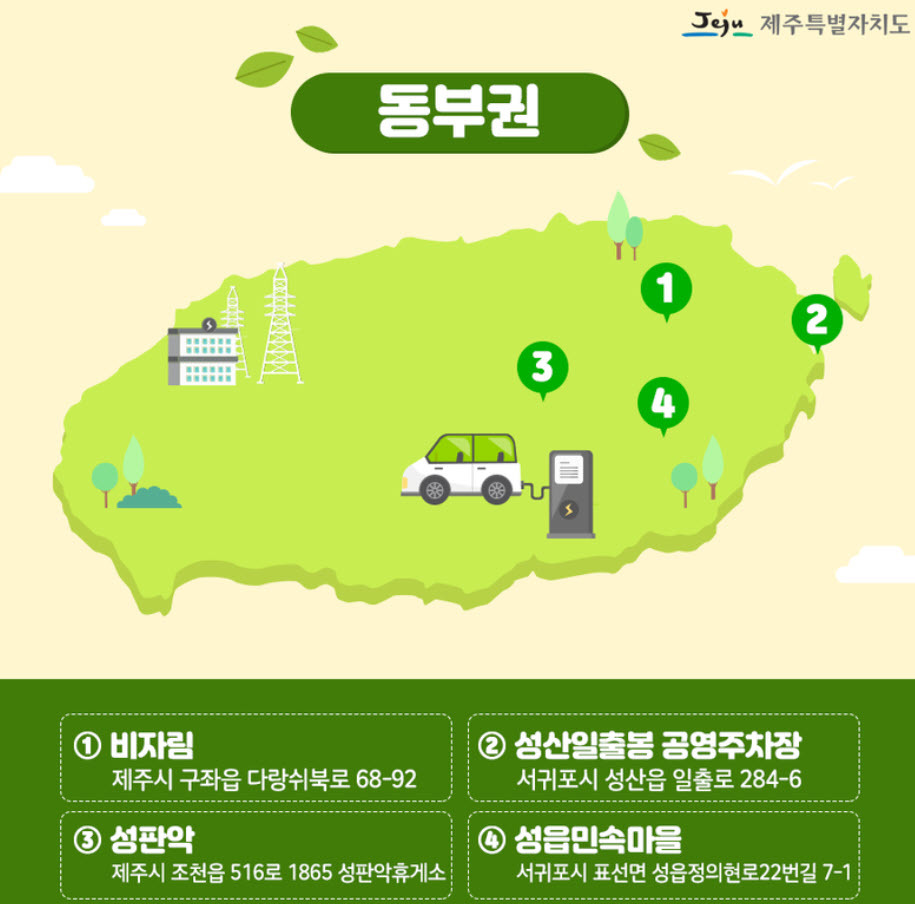 Jeju 제주특별자치도
동부권
1
2
3
4
① 비자림
제주시 구좌읍 다랑쉬북로 68-92
② 성산일출봉 공영주차장
서귀포시 성산읍 일출로 284-6
③ 성판악
제주시 조천읍 516로 1865 성판악휴게소
④ 성읍민속마을
서귀포시 표선면 성읍정의현로22번길 7-1